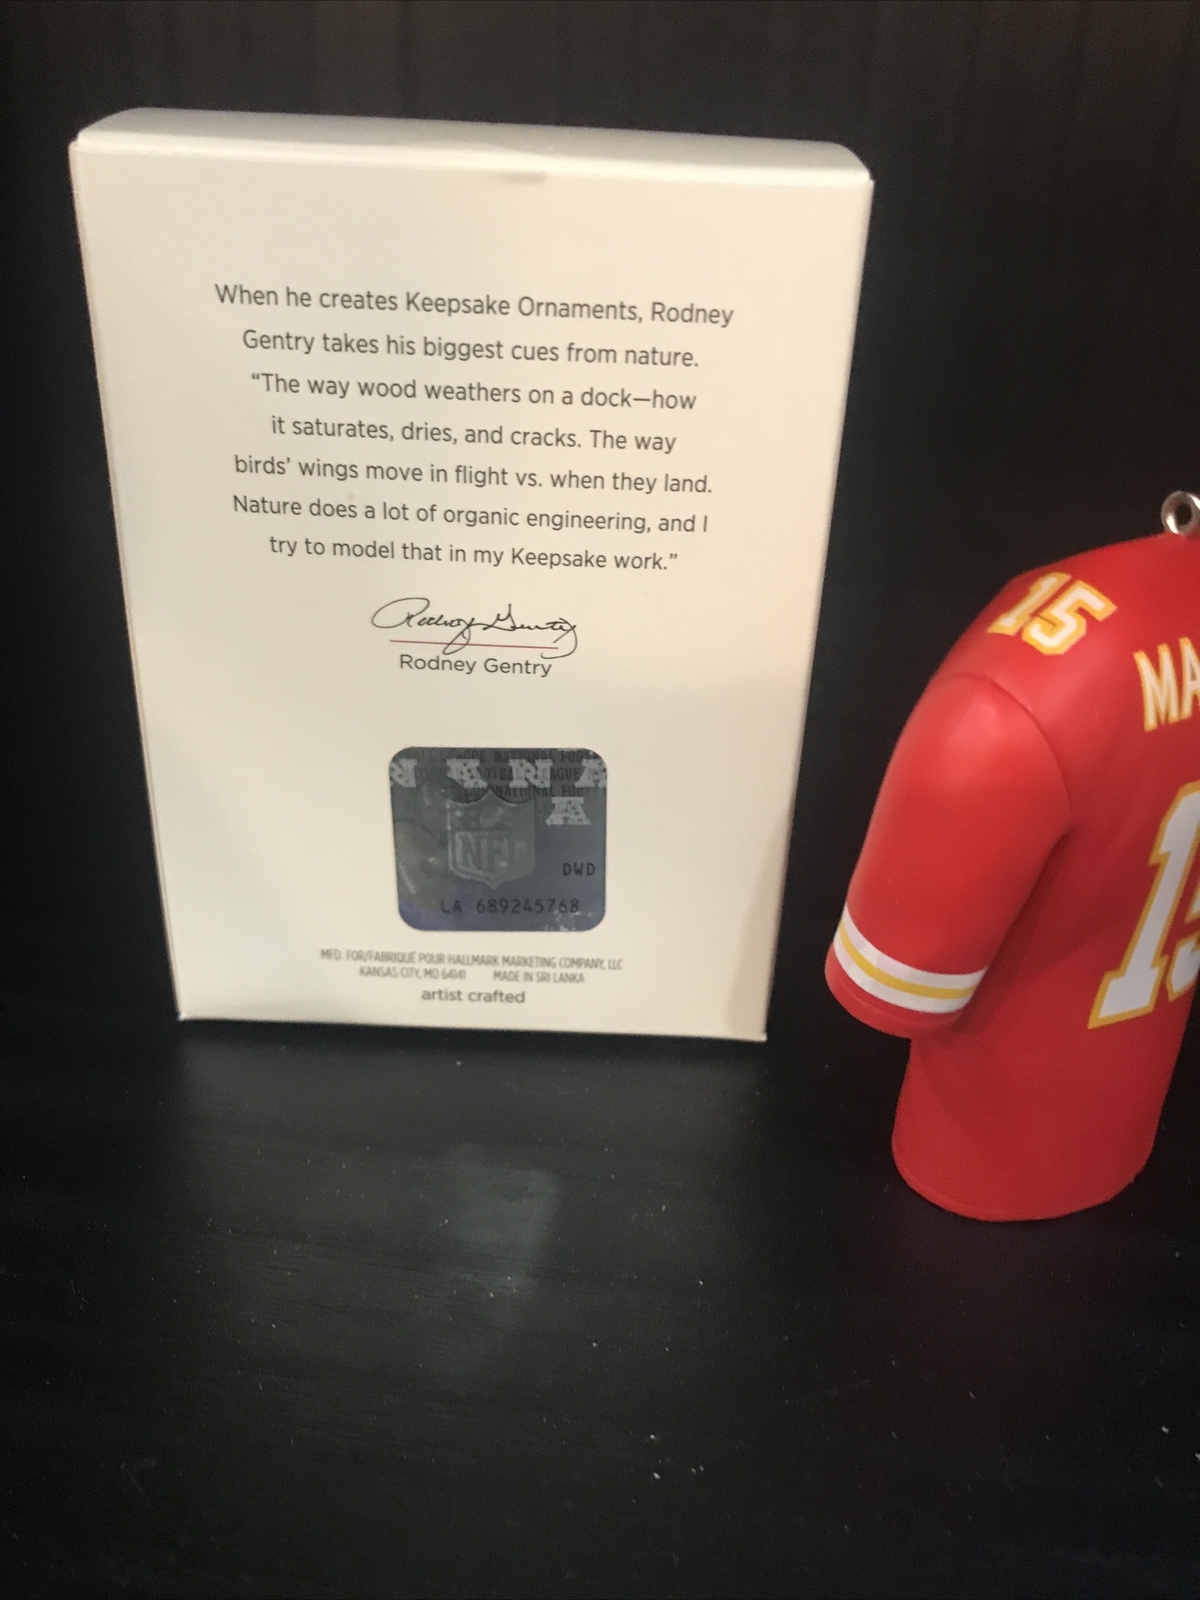 When he creates Keepsake Ornaments, Rodney
Gentry takes his biggest cues from nature.
“The way wood weathers on a dock—how
it saturates, dries, and cracks. The way
birds’ wings move in flight vs. when they land.
Nature does a lot of organic engineering, and I
try to model that in my Keepsake work.”
Rodney Gentry
Rodney Gentry
NATIONAL
NATIONAL
NFL
DWD
LA 689245768
MFD. FOR/FABRIQUÉ POUR HALLMARK MARKETING COMPANY, LLC
KANSAS CITY, MO 64141 MADE IN SRI LANKA
artist crafted
15
MA
15